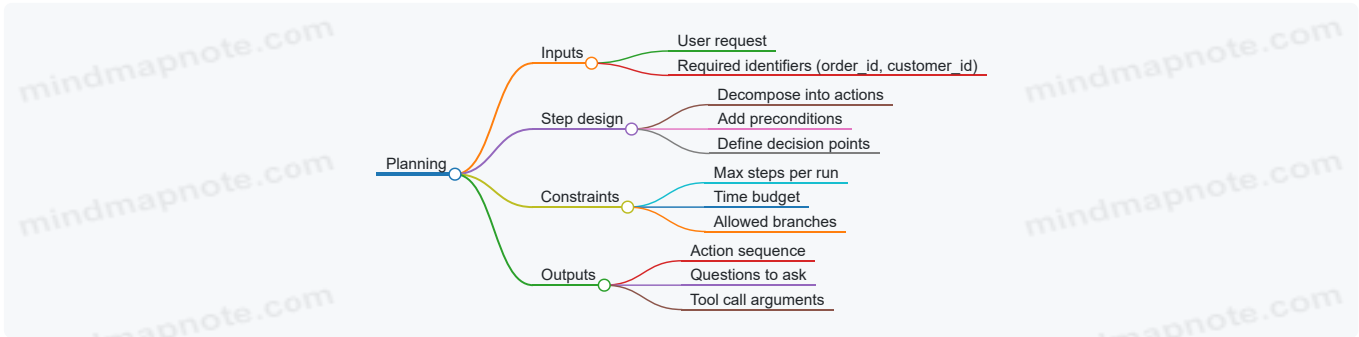 mindmapnote.com
mindmapnote.com
Inputs
User request
Required identifiers (order_id, customer_id)
Step design
Decompose into actions
Add preconditions
Define decision points
mindmapnote.com
mindmapnote.com
Planning
Constraints
Max steps per run
Time budget
Allowed branches
Outputs
Action sequence
Questions to ask
Tool call arguments
mindmapnote.com
mindmapnote.com